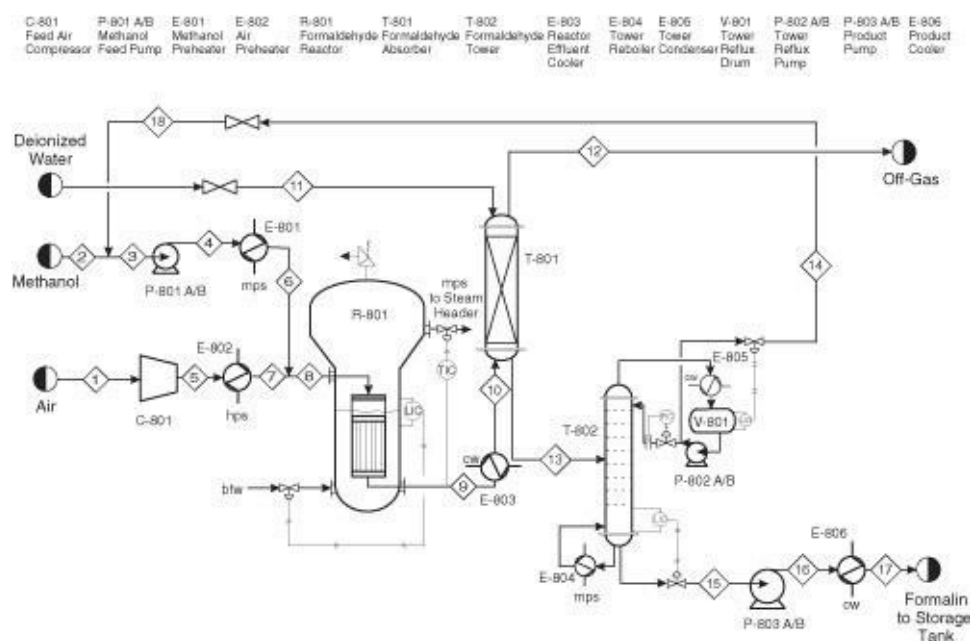 C-801 P-801 A/B E-801 E-802 R-801 T-801 T-802 E-803 E-804 E-805 V-801 P-802 A/B P-803 A/B E-806
Feed Air Methanol Methanol Air Formaldehyde Formaldehyde Formaldehyde Reactor Tower Tower Tower Tower Product Product
Compressor Feed Pump Preheater Preheater Reactor Absorber Tower Effluent Reboiler Condenser Reflux Reflux Pump Cooler
Cooler Drum Pump
18
Deionized
Water
12
11
Off-Gas
E-801
2
3
4
T-801
14
Methanol
P-801 A/B
mps
6
mps
to Steam
Header
R-801
E-802
E-805
TIC
1
5
7
8
LIC
10
cw
Air
C-801
hps
T-802
V-801
cw
13
bfw
9
E-803
P-802 A/B
E-806
E-804
mps
15
16
17
cw
P-803 A/B
Formalin
to Storage
Tank